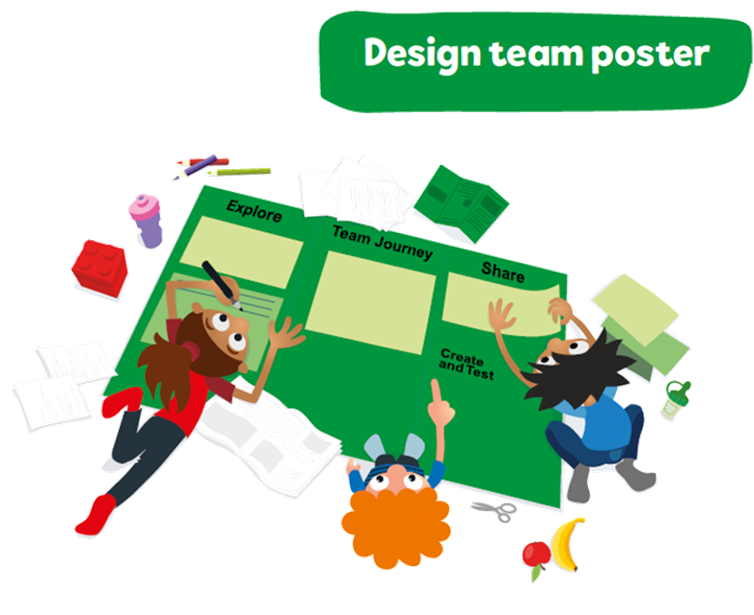 Design team poster
Explore
Team Journey
Share
Create
and Test